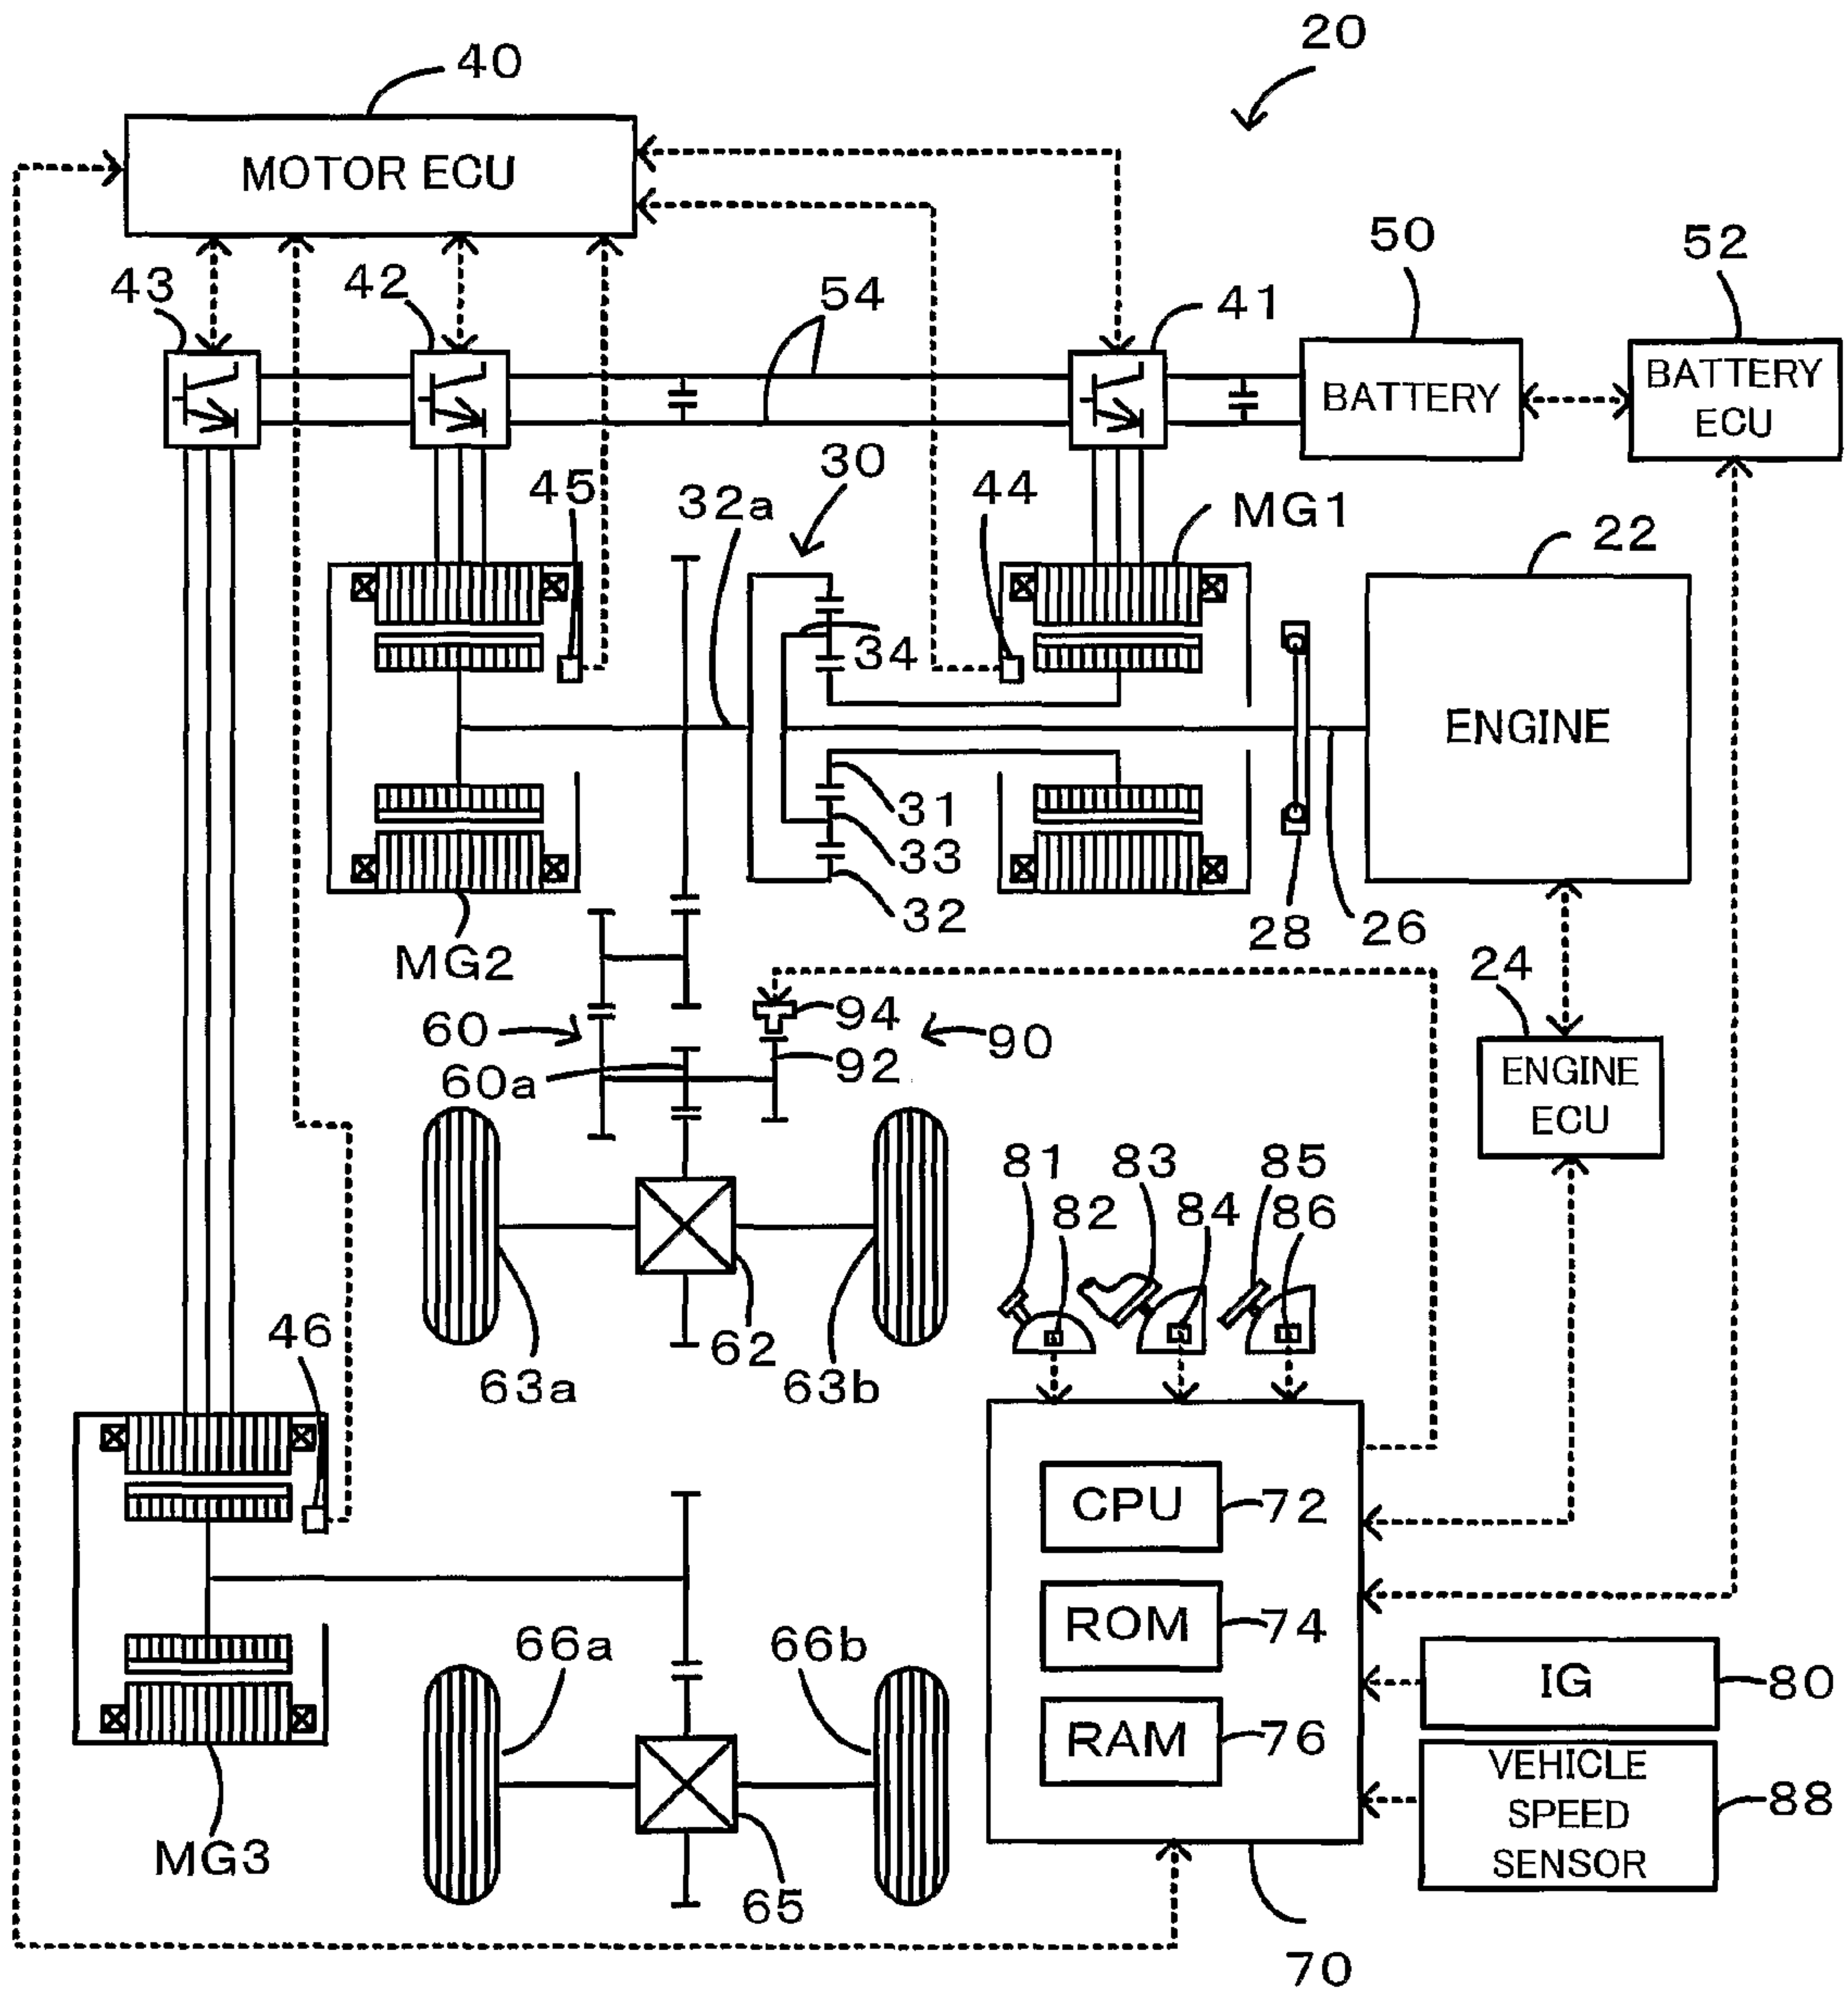 20
40
MOTOR ECU
50
52
43
42
54
41
BATTERY
BATTERY
ECU
30
45
32a
44
MG1
22
34
ENGINE
31
33
32
28
26
MG2
24
94
60
90
92
60a
ENGINE
ECU
81
83
85
82
84
86
46
62
63a
63b
CPU
72
ROM
74
66a
66b
IG
80
RAM
76
VEHICLE
SPEED
SENSOR
88
MG3
65
70